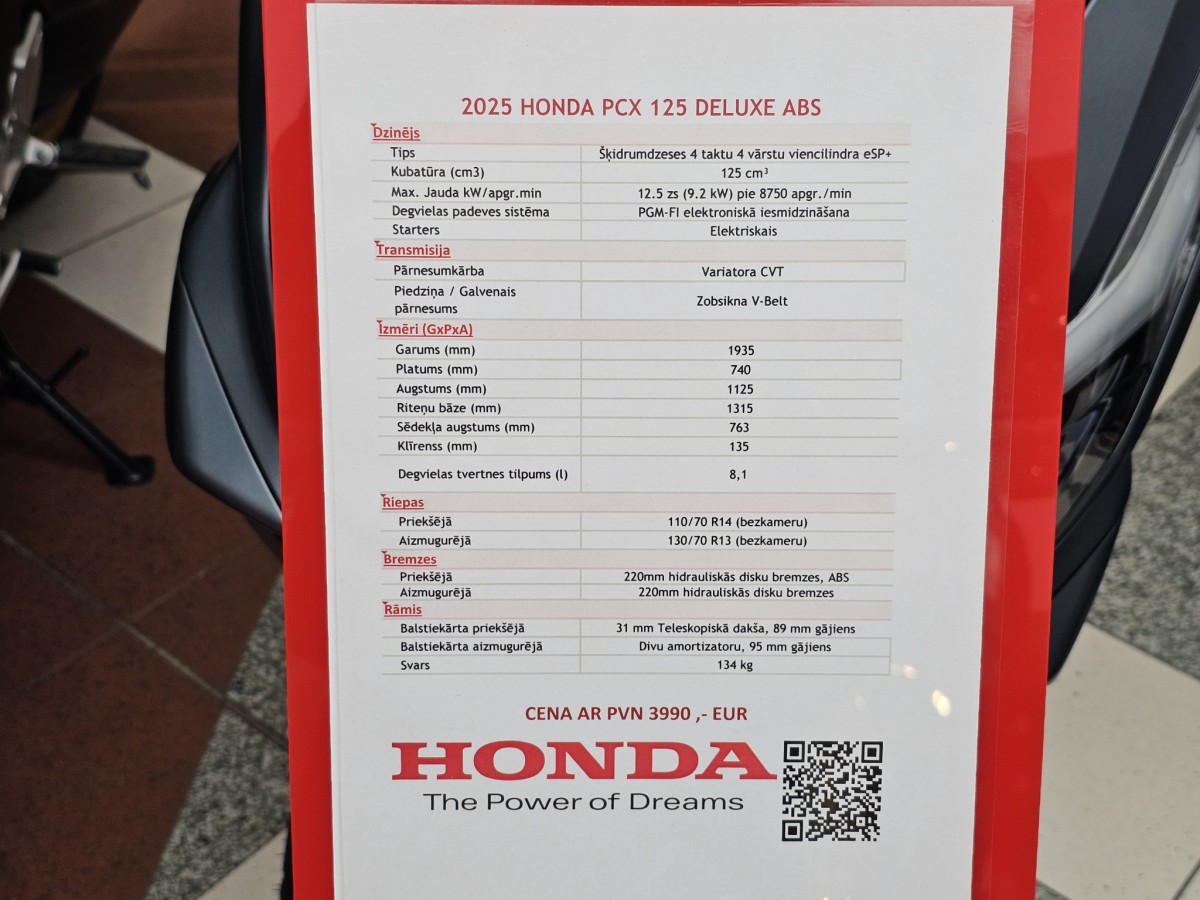 2025 HONDA PCX 125 DELUXE ABS
Dzinējs
Tips Šķidrumdzeses 4 taktu 4 vārstu viencilindra eSP+
Kubatūra (cm3) 125 cm³
Max. Jauda kW/apgr.min 12.5 zs (9.2 kW) pie 8750 apgr./min
Degvielas padeves sistēma PGM-FI elektroniskā iesmidzināšana
Starters Elektriskais
Transmisija
Pārnesumkārba Variatora CVT
Piedziņa / Galvenais
pārnesums Zobsikna V-Belt
Izmēri (GxPxA)
Garums (mm) 1935
Platums (mm) 740
Augstums (mm) 1125
Riteņu bāze (mm) 1315
Sēdekļa augstums (mm) 763
Klīrenss (mm) 135
Degvielas tvertnes tilpums (l) 8,1
Riepas
Priekšējā 110/70 R14 (bezkameru)
Aizmugurējā 130/70 R13 (bezkameru)
Bremzes
Priekšējā 220mm hidrauliskās disku bremzes, ABS
Aizmugurējā 220mm hidrauliskās disku bremzes
Rāmis
Balstiekārta priekšējā 31 mm Teleskopiskā dakša, 89 mm gājiens
Balstiekārta aizmugurējā Divu amortizatoru, 95 mm gājiens
Svars 134 kg
CENA AR PVN 3990 ,- EUR
HONDA
The Power of Dreams